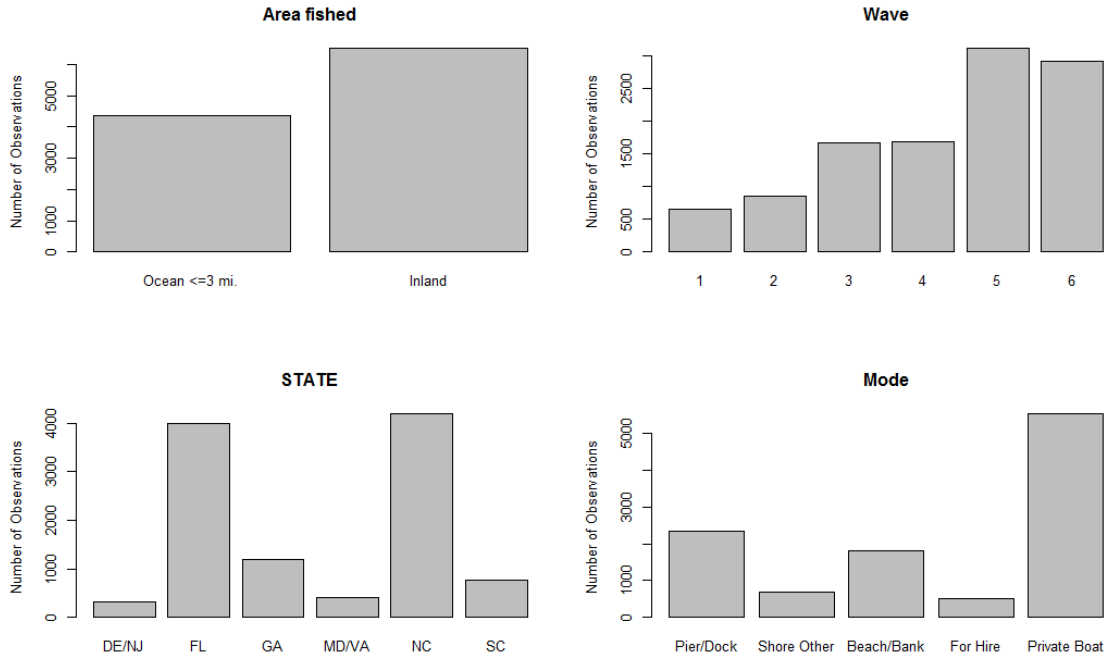 Area fished
Number of Observations
0 1000 3000 5000
Ocean <=3 mi. Inland
Wave
Number of Observations
0 500 1500 2500
1 2 3 4 5 6
STATE
Number of Observations
0 1000 2000 3000 4000
DE/NJ FL GA MD/VA NC SC
Mode
Number of Observations
0 1000 3000 5000
Pier/Dock Shore Other Beach/Bank For Hire Private Boat